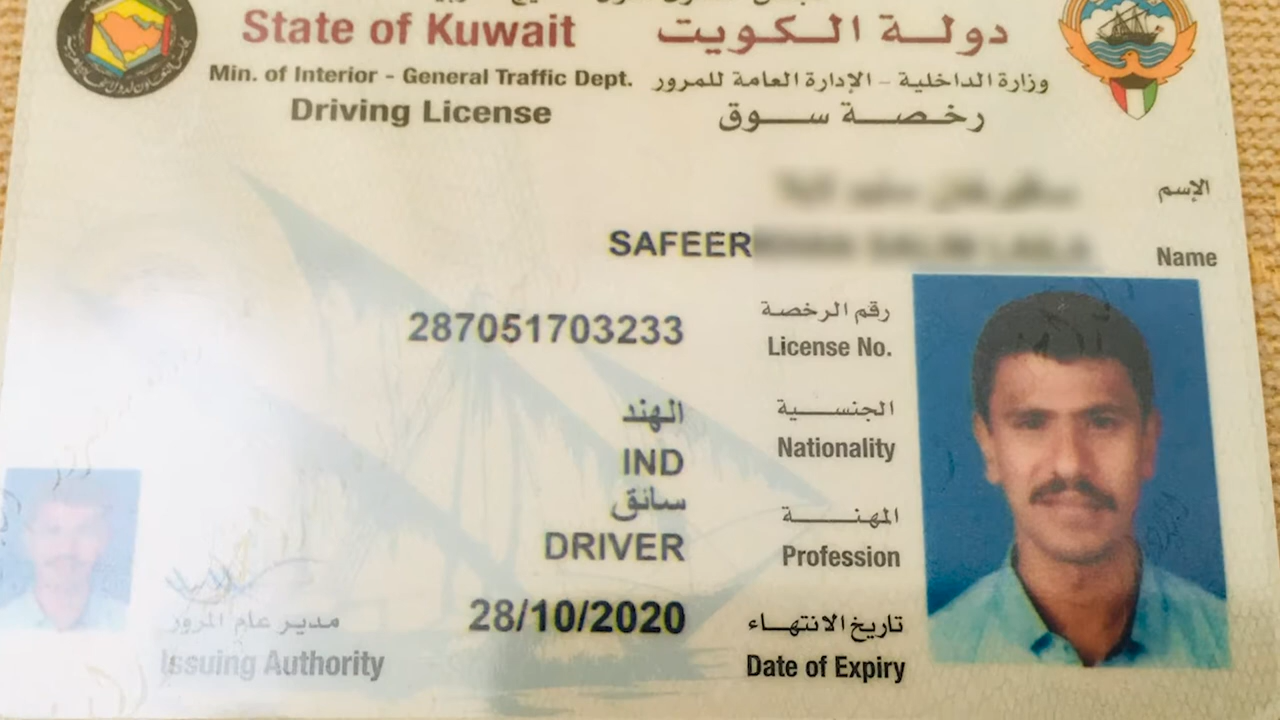 State of Kuwait
دولة الكويت
Min. of Interior - General Traffic Dept.
وزارة الداخلية - الإدارة العامة للمرور
Driving License
رخصة سوق
الإسم
SAFEER
Name
287051703233
رقم الرخصة
License No.
الهند
الجنسية
IND
Nationality
سائق
المهنة
DRIVER
Profession
28/10/2020
تاريخ الانتهاء
Date of Expiry
مدير عام المرور
Issuing Authority